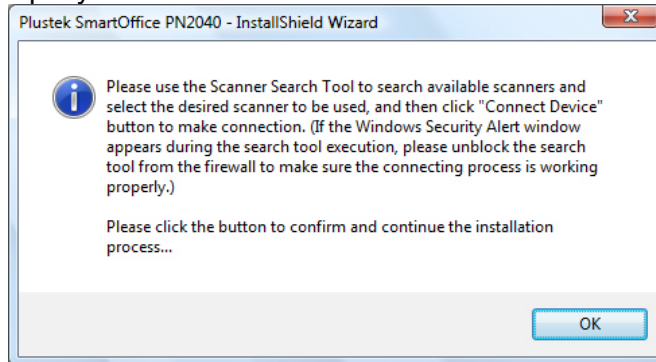 Plustek SmartOffice PN2040 - InstallShield Wizard
Please use the Scanner Search Tool to search available scanners and
select the desired scanner to be used, and then click "Connect Device"
button to make connection. (If the Windows Security Alert window
appears during the search tool execution, please unblock the search
tool from the firewall to make sure the connecting process is working
properly.)
Please click the button to confirm and continue the installation
process...
OK